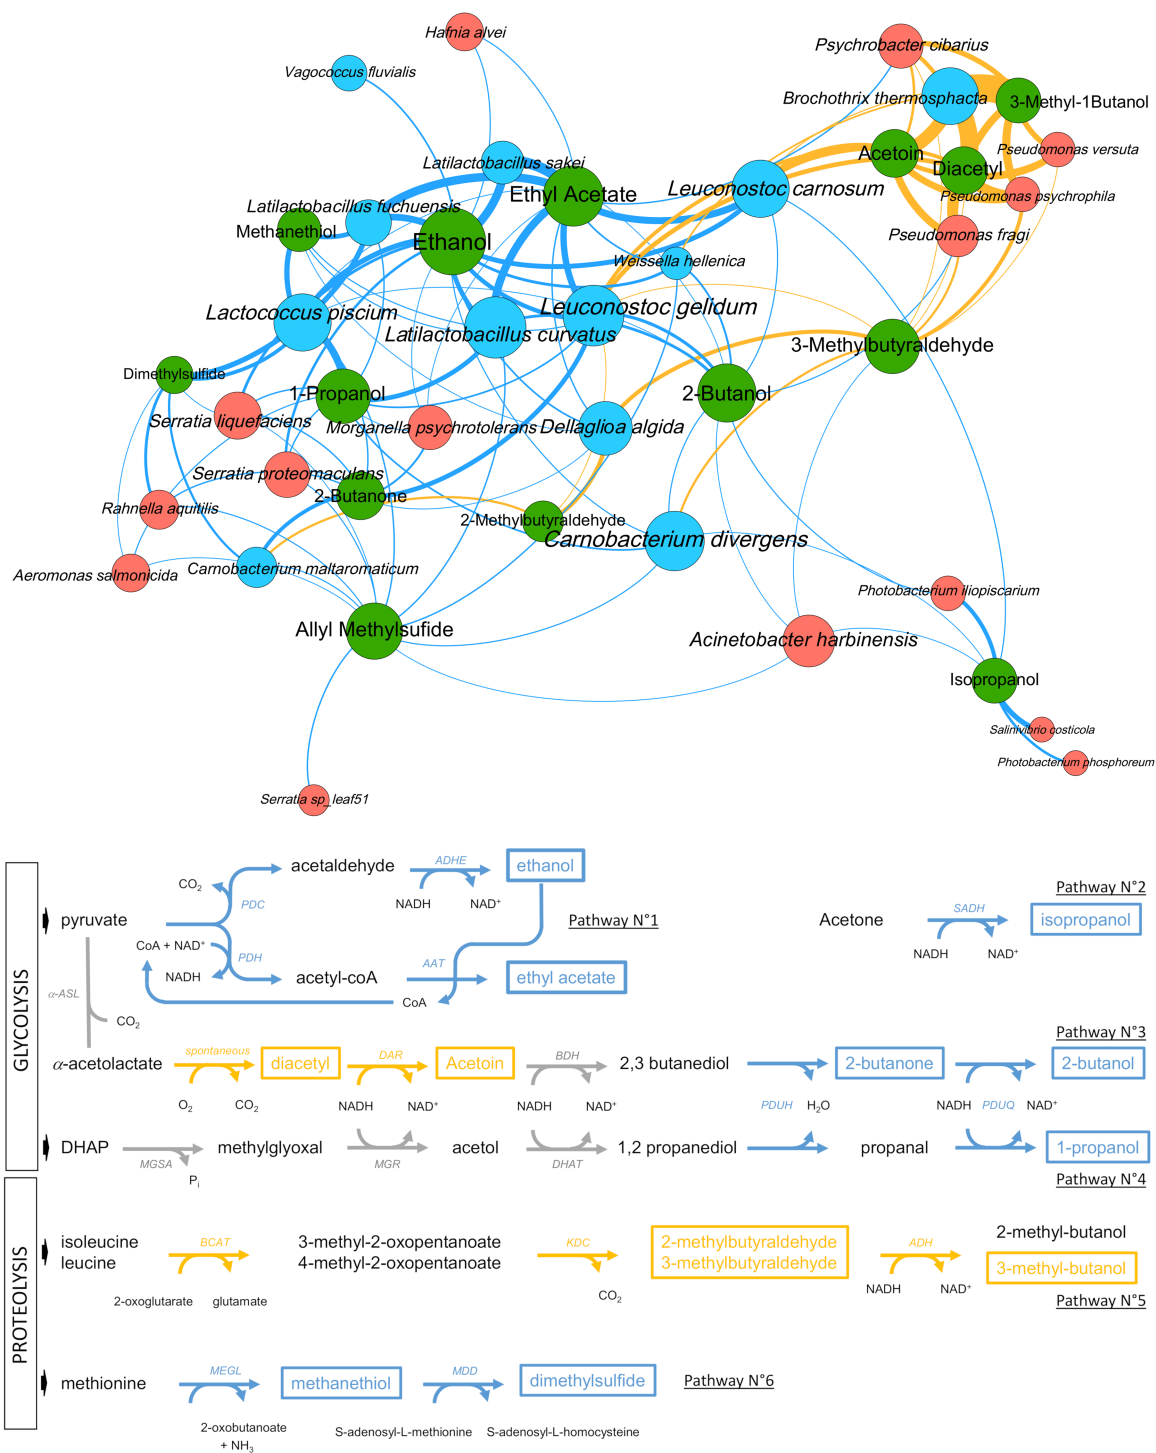 Hafnia alvei
Psychrobacter cibarius
Vagococcus fluvialis
Brochothrix thermosphacta
3-Methyl-1Butanol
Acetoin
Pseudomonas versuta
Latilactobacillus sakei
Diacetyl
Ethyl Acetate
Leuconostoc carnosum
Pseudomonas psychrophila
Latilactobacillus fuchuensis
Methanethiol
Pseudomonas fragi
Ethanol
Weissella hellenica
Lactococcus piscium
Leuconostoc gelidum
Latilactobacillus curvatus
3-Methylbutyraldehyde
Dimethylsulfide
1-Propanol
2-Butanol
Serratia liquefaciens
Morganella psychrotolerans
Dellaglioa algida
Serratia proteomaculans
2-Butanone
Rahnella aquitilis
2-Methylbutyraldehyde
Carnobacterium divergens
Aeromonas salmonicida
Carnobacterium maltaromaticum
Photobacterium iliopiscarium
Allyl Methylsufide
Acinetobacter harbinensis
Isopropanol
Salinivibrio costicola
Photobacterium phosphoreum
Serratia sp_leaf51
GLYCOLYSIS
acetaldehyde
ADHE
ethanol
CO2
NADH
NAD+
PDC
Pathway N°1
pyruvate
CoA + NAD+
PDH
NADH
acetyl-coA
AAT
ethyl acetate
CoA
Pathway N°2
Acetone
SADH
isopropanol
NADH
NAD+
α-ASL
CO2
Pathway N°3
α-acetolactate
spontaneous
diacetyl
DAR
Acetoin
BDH
2,3 butanediol
2-butanone
2-butanol
O2
CO2
NADH
NAD+
NADH
NAD+
PDUH
H2O
NADH
PDUQ
NAD+
DHAP
MGSA
Pi
methylglyoxal
MGR
acetol
DHAT
1,2 propanediol
propanal
1-propanol
Pathway N°4
PROTEOLYSIS
isoleucine
leucine
BCAT
2-oxoglutarate
glutamate
3-methyl-2-oxopentanoate
4-methyl-2-oxopentanoate
KDC
CO2
2-methylbutyraldehyde
3-methylbutyraldehyde
ADH
NADH
NAD+
2-methyl-butanol
3-methyl-butanol
Pathway N°5
methionine
MEGL
2-oxobutanoate
+ NH3
methanethiol
MDD
S-adenosyl-L-methionine
S-adenosyl-L-homocysteine
dimethylsulfide
Pathway N°6